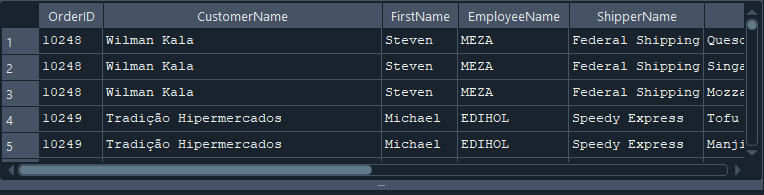 OrderID CustomerName FirstName EmployeeName ShipperName
1 10248 Wilman Kala Steven MEZA Federal Shipping Quesc
2 10248 Wilman Kala Steven MEZA Federal Shipping Singa
3 10248 Wilman Kala Steven MEZA Federal Shipping Mozza
4 10249 Tradição Hipermercados Michael EDIHOL Speedy Express Tofu
5 10249 Tradição Hipermercados Michael EDIHOL Speedy Express Manji